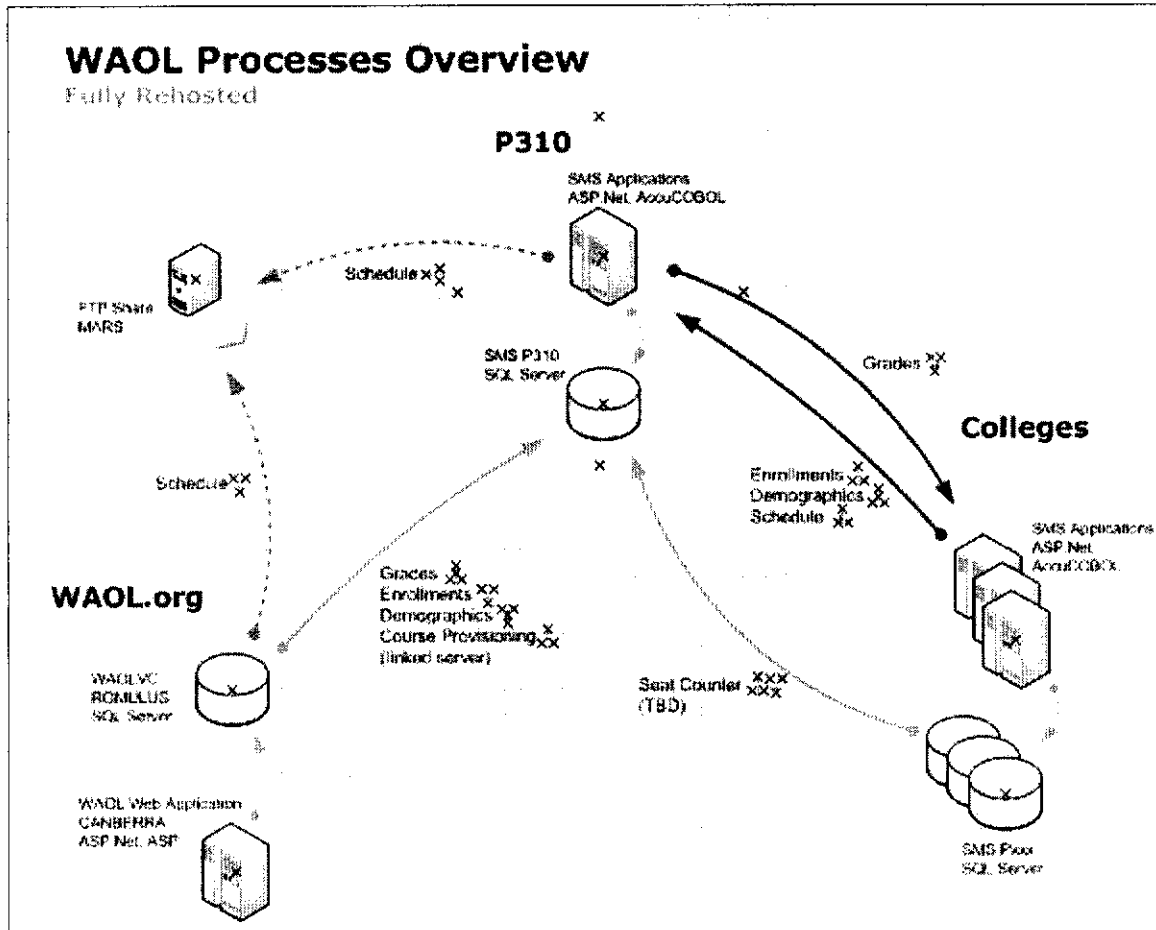 WAOL Processes Overview
Fully Rehosted
P310
SMS Applications
ASP.Net, AccuCOBOL
Schedule
FTP Share
MARS
SMS P310
SQL Server
Grades
Colleges
Schedule
Enrollments
Demographics
Schedule
SMS Applications
ASP.Net,
AccuCOBOL
WAOL.org
Grades
Enrollments
Demographics
Course Provisioning
(linked server)
WAOLVC
ROMULUS
SQL Server
Seat Counter
(TBD)
WAOL Web Application
CANBERRA
ASP.Net, ASP
SMS Pxxx
SQL Server